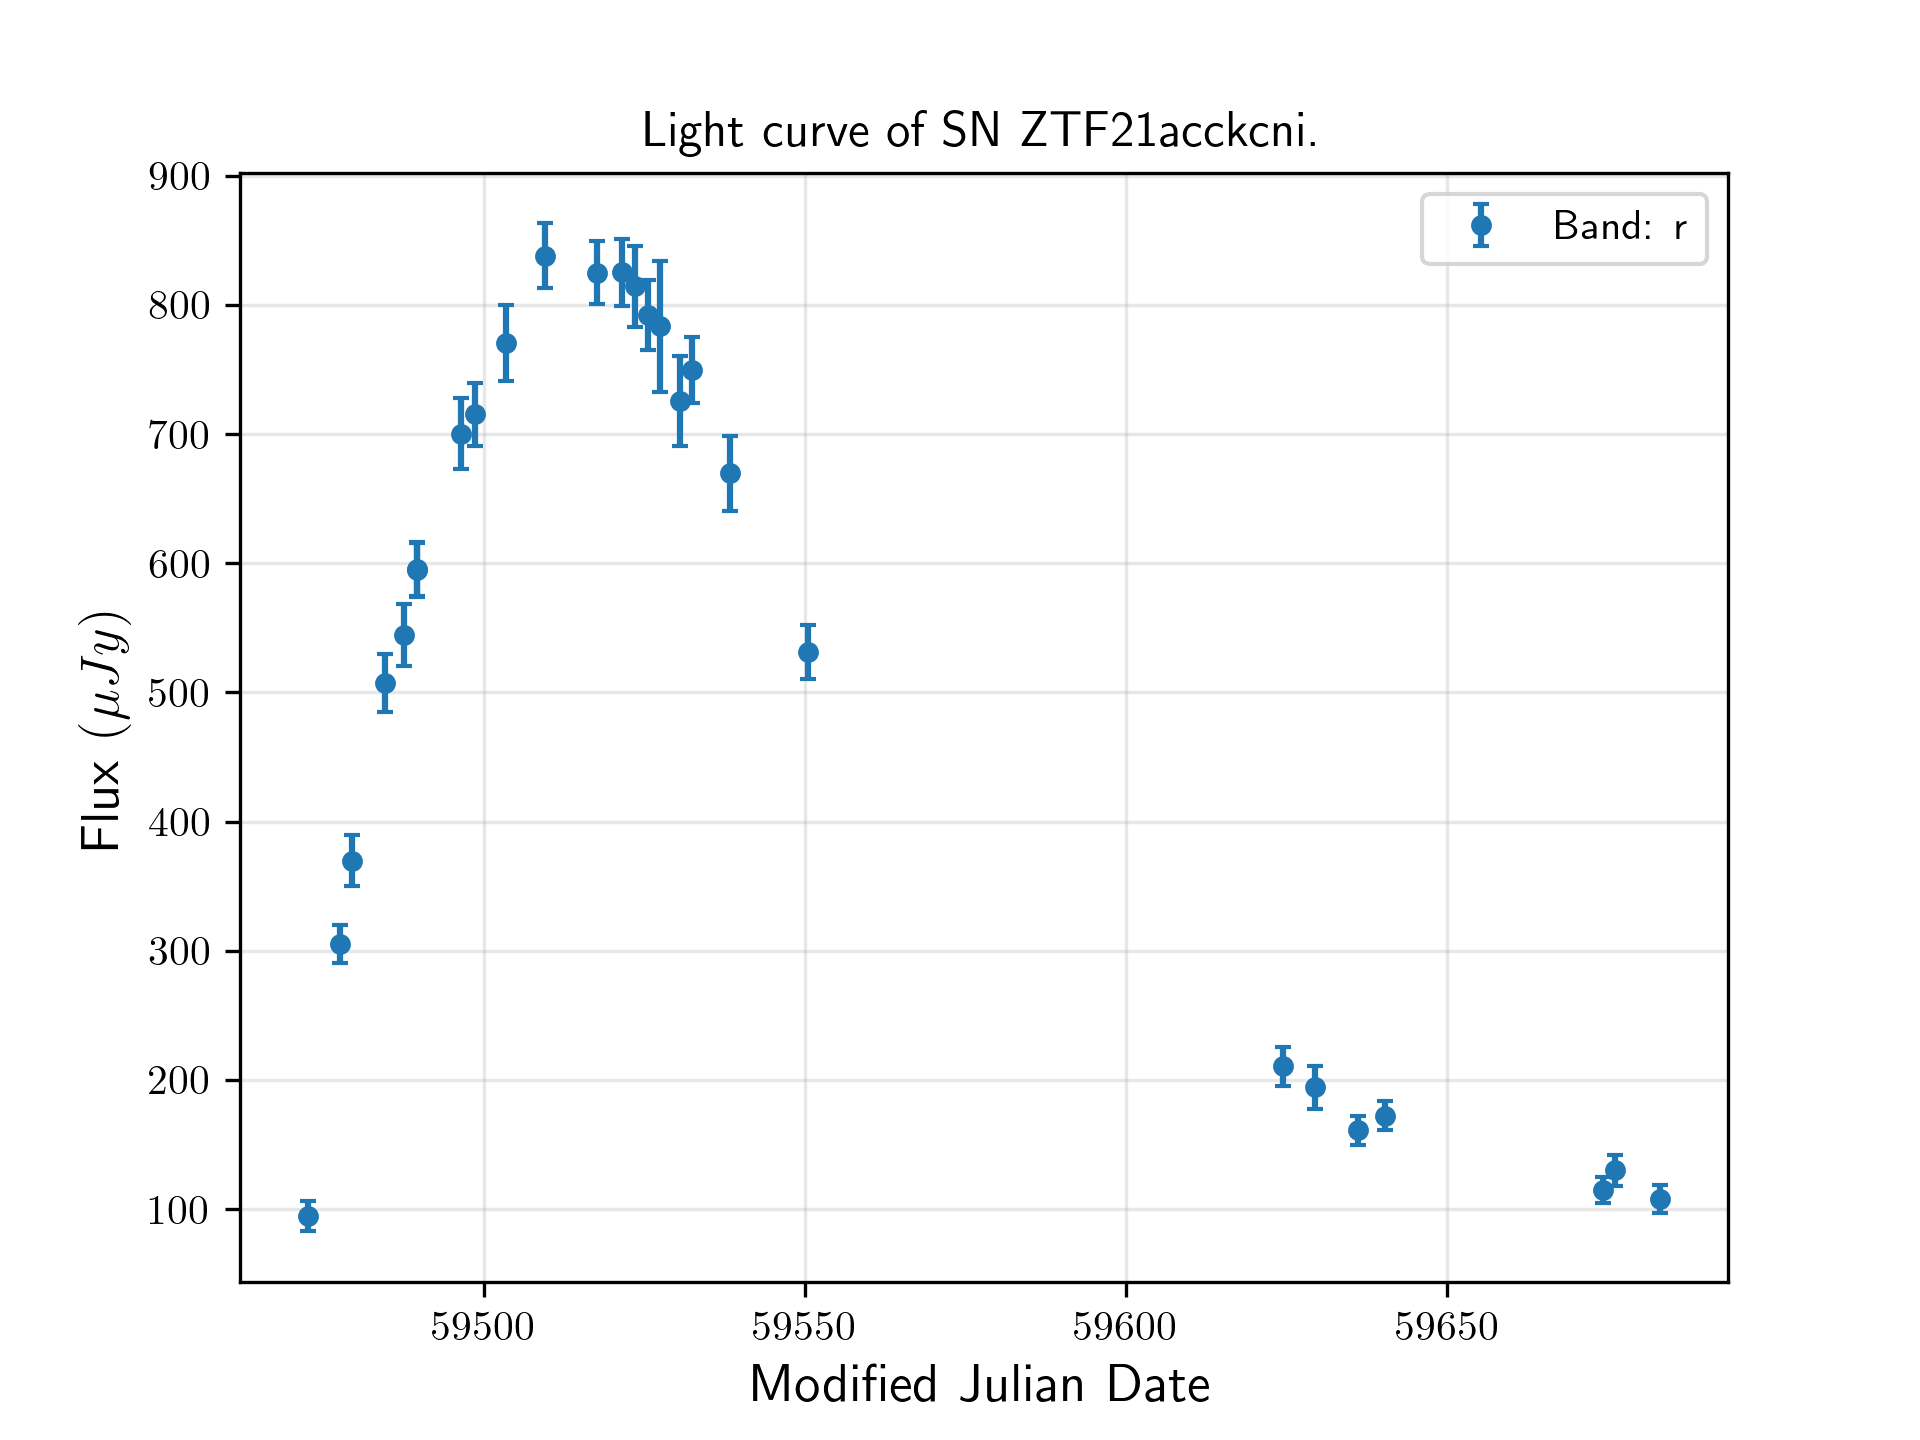 Light curve of SN ZTF21acckcni.
Band: r
900
800
700
600
500
400
300
200
100
Flux (μJy)
59500 59550 59600 59650
Modified Julian Date